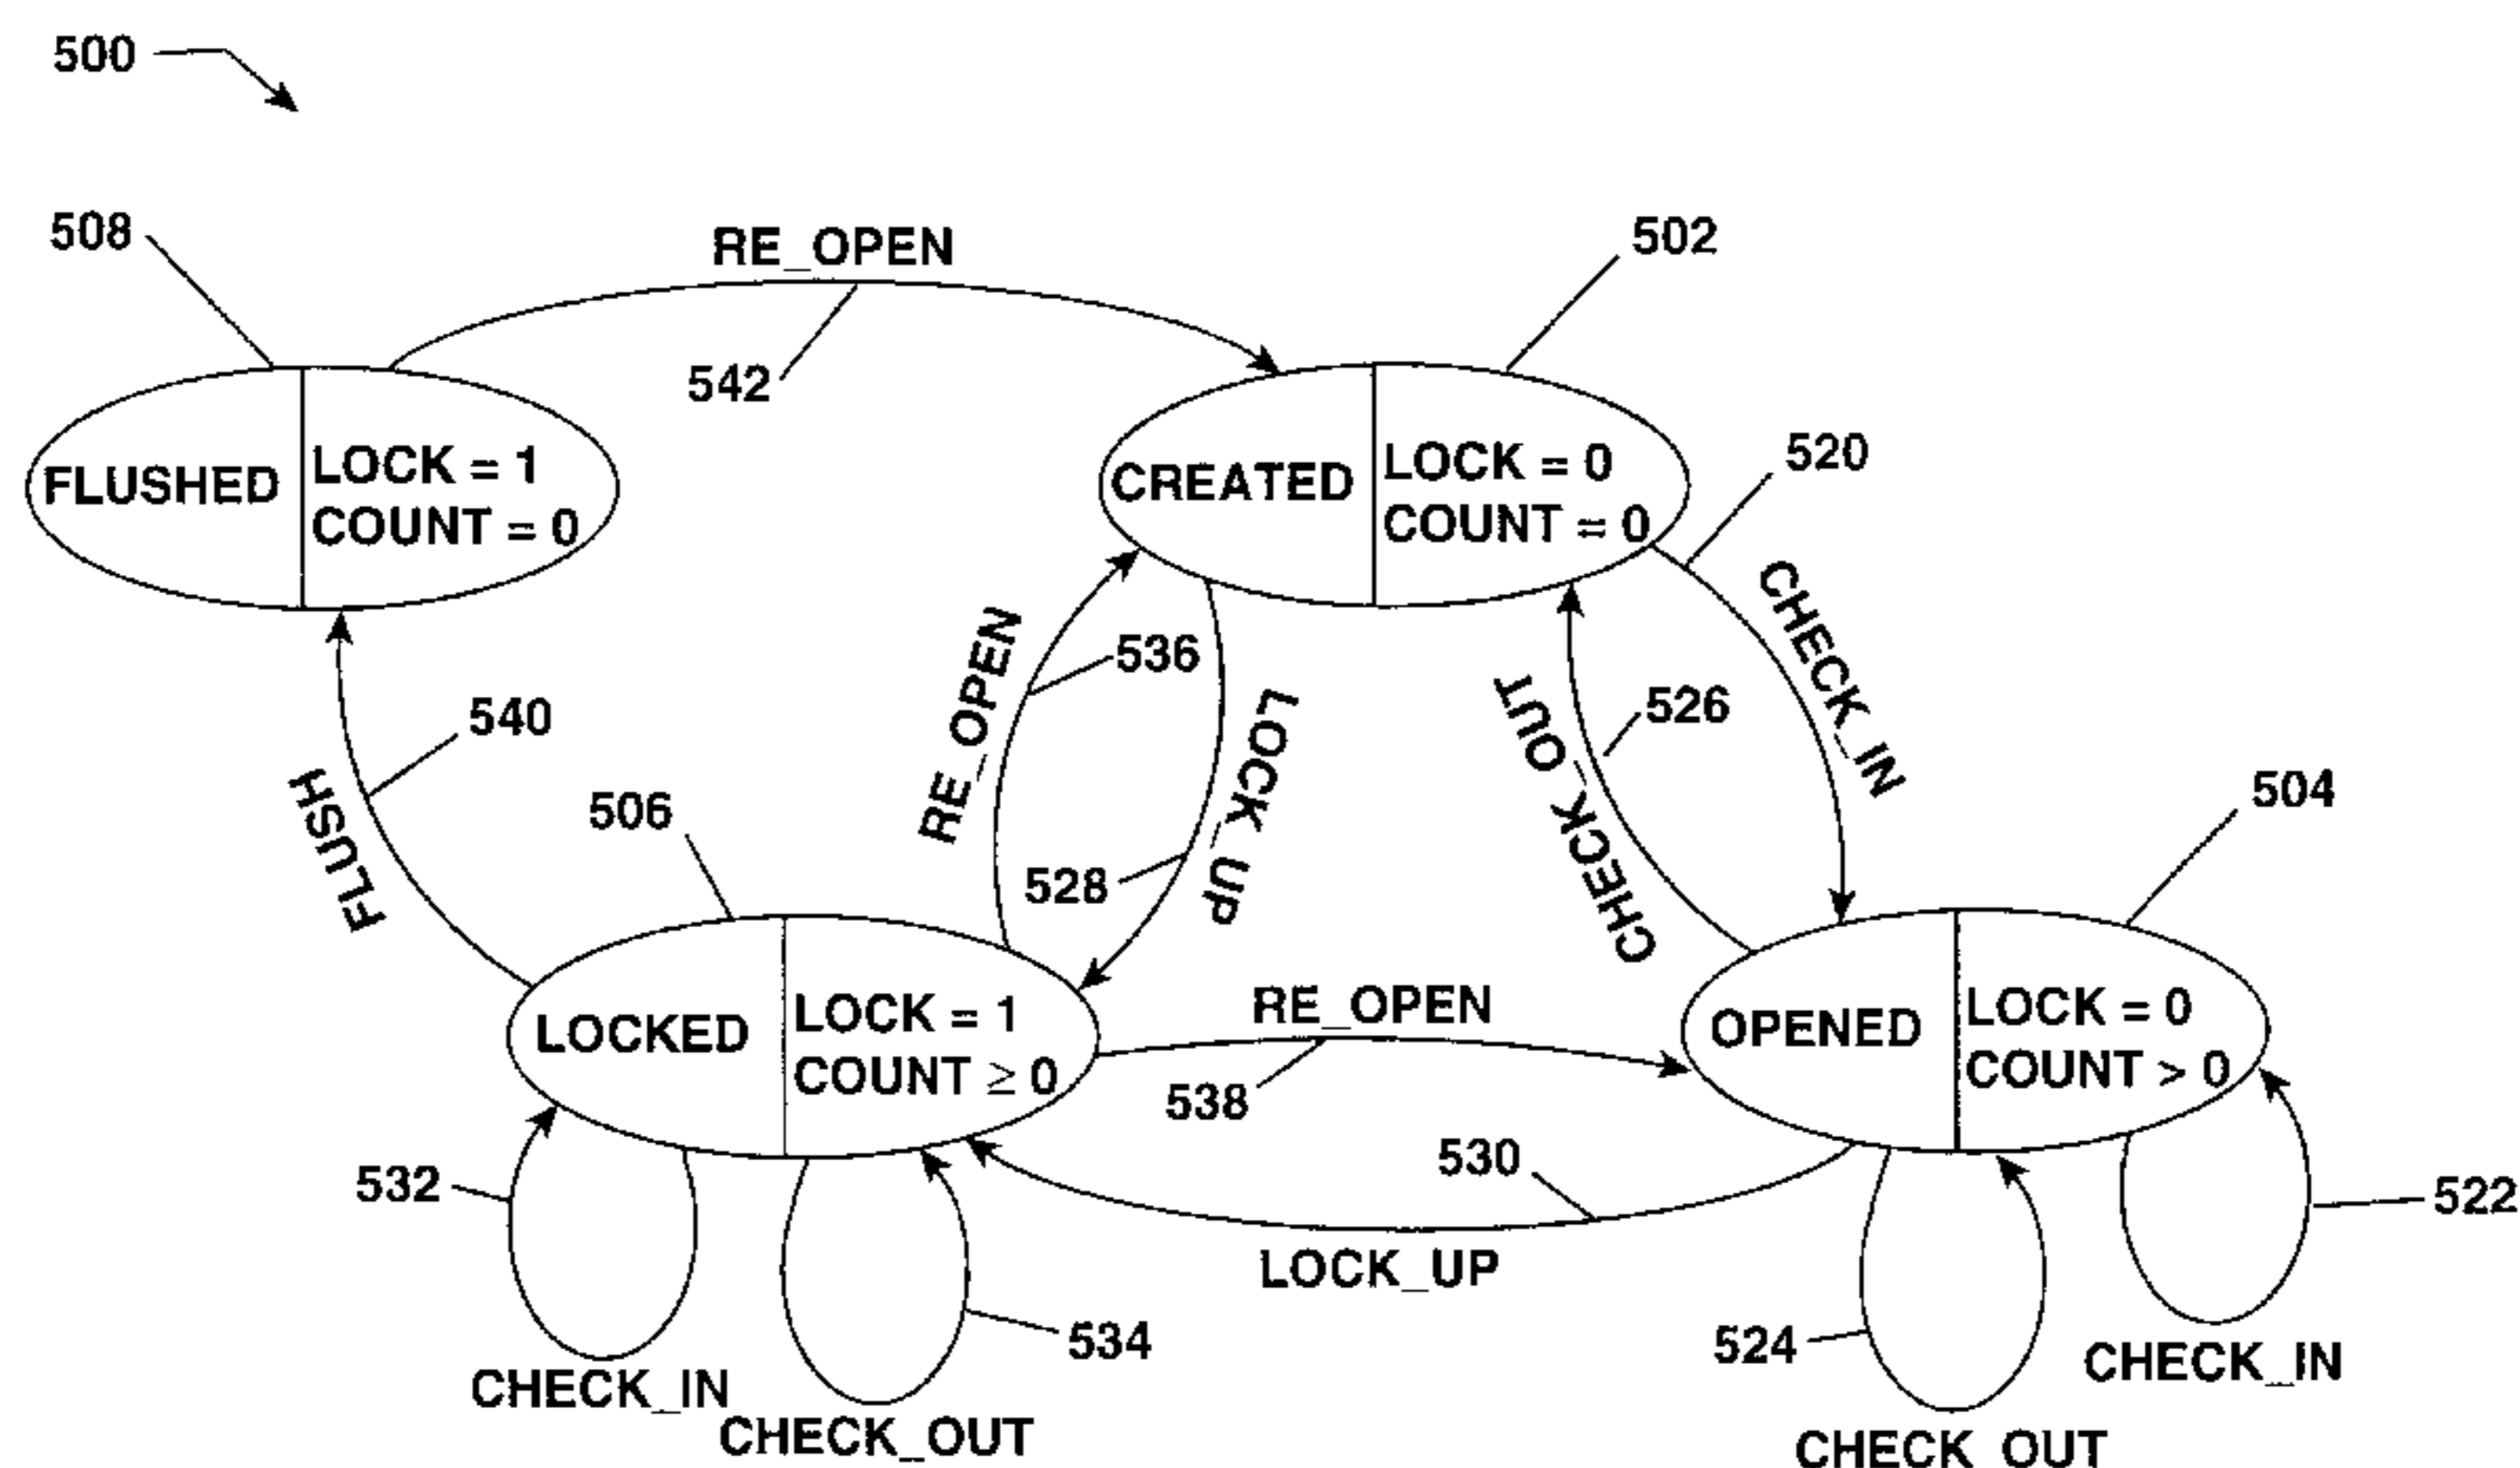 500
508
RE_OPEN
502
542
520
FLUSHED
LOCK = 1
COUNT = 0
CREATED
LOCK = 0
COUNT = 0
CHECK_IN
RE_OPEN
536
LOCK_UP
CHECK_OUT
526
540
FLUSH
506
528
504
LOCKED
LOCK = 1
COUNT ≥ 0
RE_OPEN
538
OPENED
LOCK = 0
COUNT > 0
532
530
LOCK_UP
522
534
524
CHECK_IN
CHECK_OUT
CHECK_IN
CHECK OUT